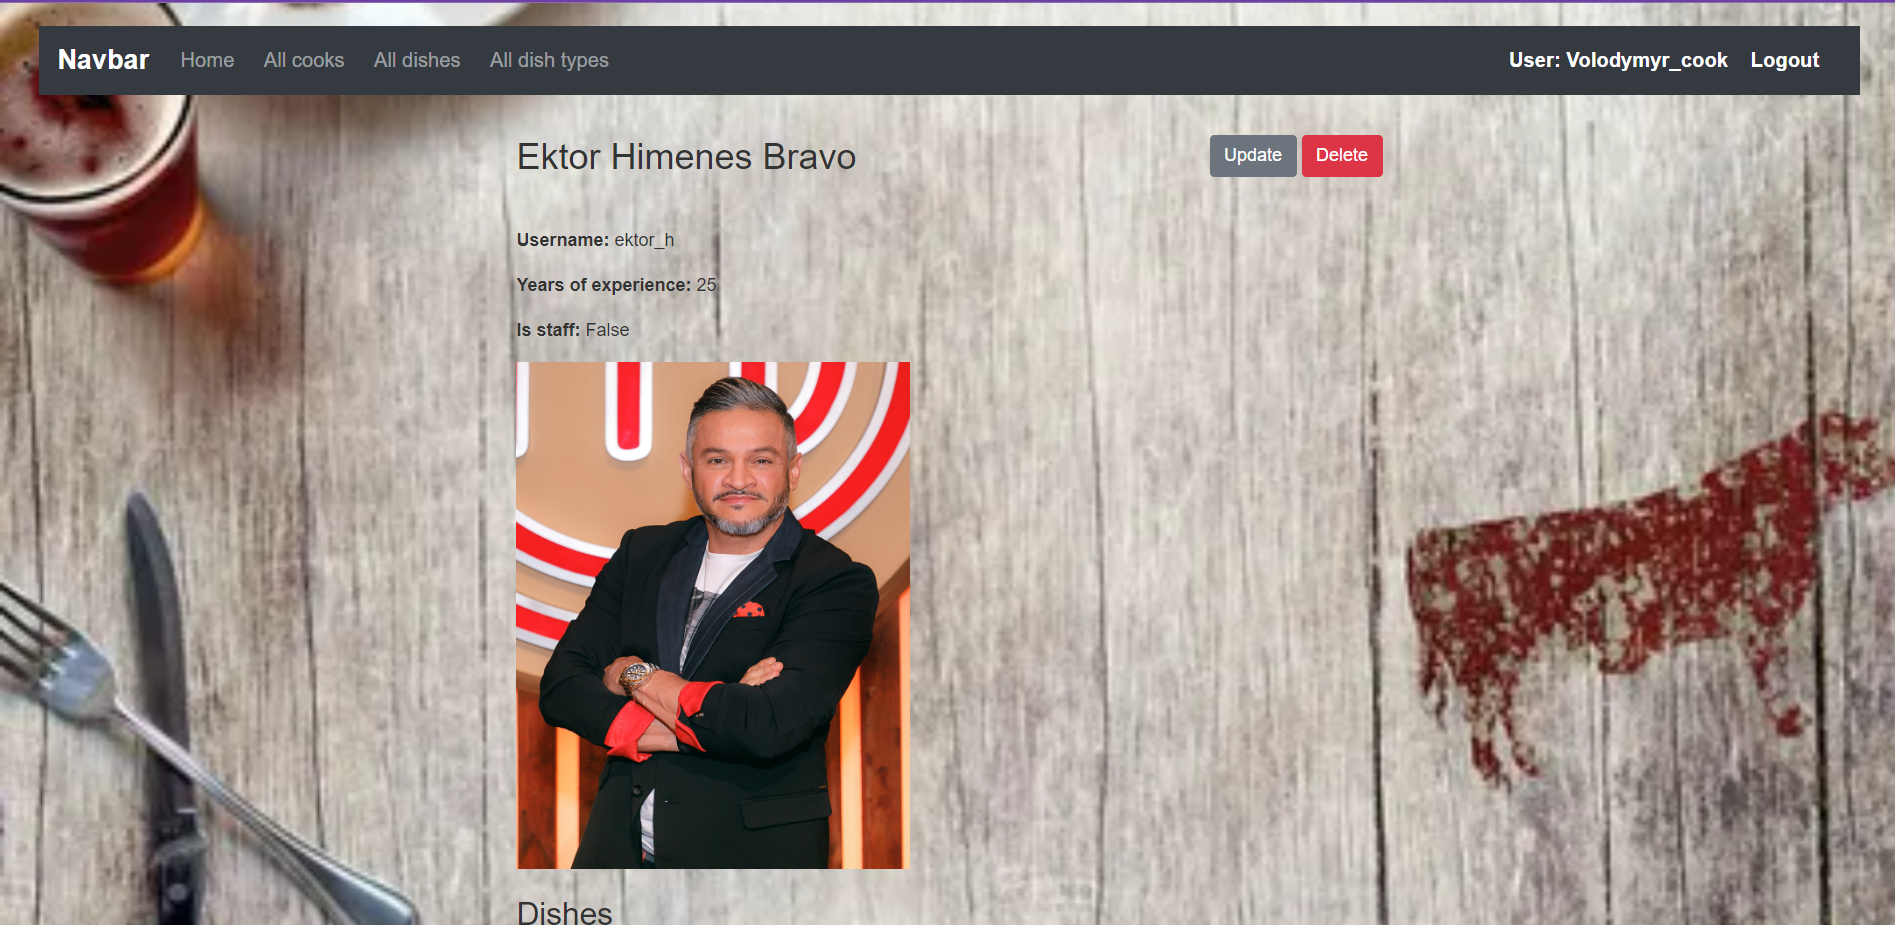 Navbar Home All cooks All dishes All dish types User: Volodymyr_cook Logout
Ektor Himenes Bravo Update Delete
Username: ektor_h
Years of experience: 25
Is staff: False
Dishes